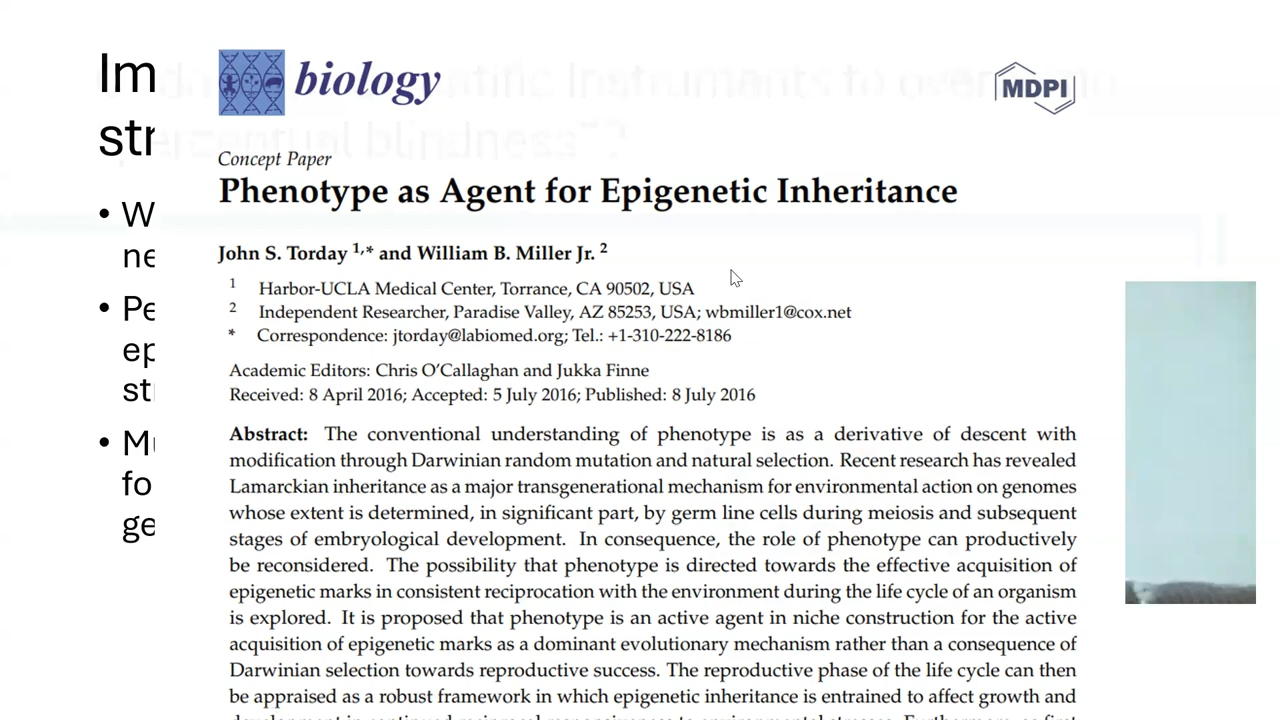 Im
str
• W
ne
• Pe
ep
st
• Mu
fo
ge
biology
MDPI
Concept Paper
Phenotype as Agent for Epigenetic Inheritance
John S. Torday 1,* and William B. Miller Jr. 2
1 Harbor-UCLA Medical Center, Torrance, CA 90502, USA
2 Independent Researcher, Paradise Valley, AZ 85253, USA; wbmiller1@cox.net
* Correspondence: jtorday@labiomed.org; Tel.: +1-310-222-8186
Academic Editors: Chris O’Callaghan and Jukka Finne
Received: 8 April 2016; Accepted: 5 July 2016; Published: 8 July 2016
Abstract: The conventional understanding of phenotype is as a derivative of descent with
modification through Darwinian random mutation and natural selection. Recent research has revealed
Lamarckian inheritance as a major transgenerational mechanism for environmental action on genomes
whose extent is determined, in significant part, by germ line cells during meiosis and subsequent
stages of embryological development. In consequence, the role of phenotype can productively
be reconsidered. The possibility that phenotype is directed towards the effective acquisition of
epigenetic marks in consistent reciprocation with the environment during the life cycle of an organism
is explored. It is proposed that phenotype is an active agent in niche construction for the active
acquisition of epigenetic marks as a dominant evolutionary mechanism rather than a consequence of
Darwinian selection towards reproductive success. The reproductive phase of the life cycle can then
be appraised as a robust framework in which epigenetic inheritance is entrained to affect growth and